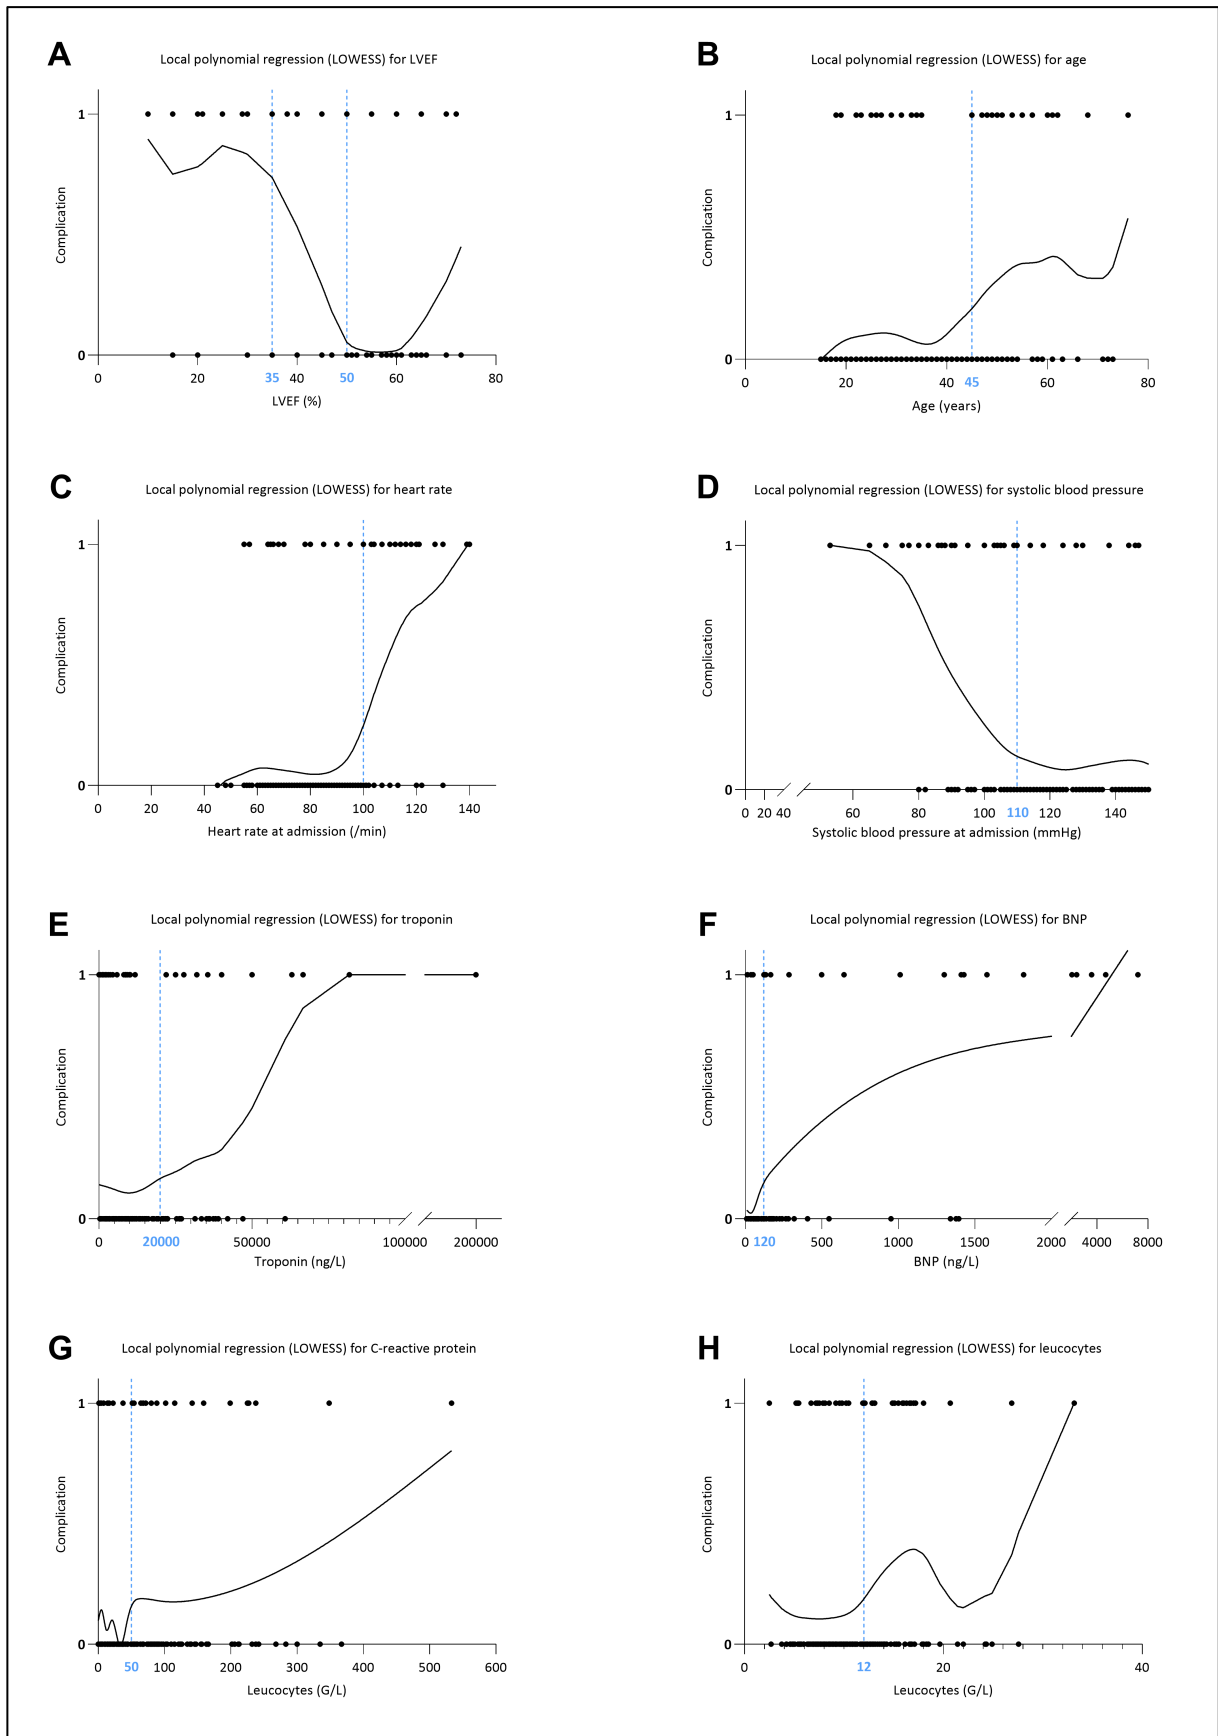 A
Local polynomial regression (LOWESS) for LVEF
1
Complication
0
0 20 35 40 50 60 80
LVEF (%)
B
Local polynomial regression (LOWESS) for age
1
Complication
0
0 20 40 45 60 80
Age (years)
C
Local polynomial regression (LOWESS) for heart rate
1
Complication
0
0 20 40 60 80 100 120 140
Heart rate at admission (/min)
D
Local polynomial regression (LOWESS) for systolic blood pressure
1
Complication
0
0 20 40 60 80 100 110 120 140
Systolic blood pressure at admission (mmHg)
E
Local polynomial regression (LOWESS) for troponin
1
Complication
0
0 20000 50000 100000 200000
Troponin (ng/L)
F
Local polynomial regression (LOWESS) for BNP
1
Complication
0
0 120 500 1000 1500 2000 4000 8000
BNP (ng/L)
G
Local polynomial regression (LOWESS) for C-reactive protein
1
Complication
0
0 50 100 200 300 400 500 600
Leucocytes (G/L)
H
Local polynomial regression (LOWESS) for leucocytes
1
Complication
0
0 12 20 40
Leucocytes (G/L)